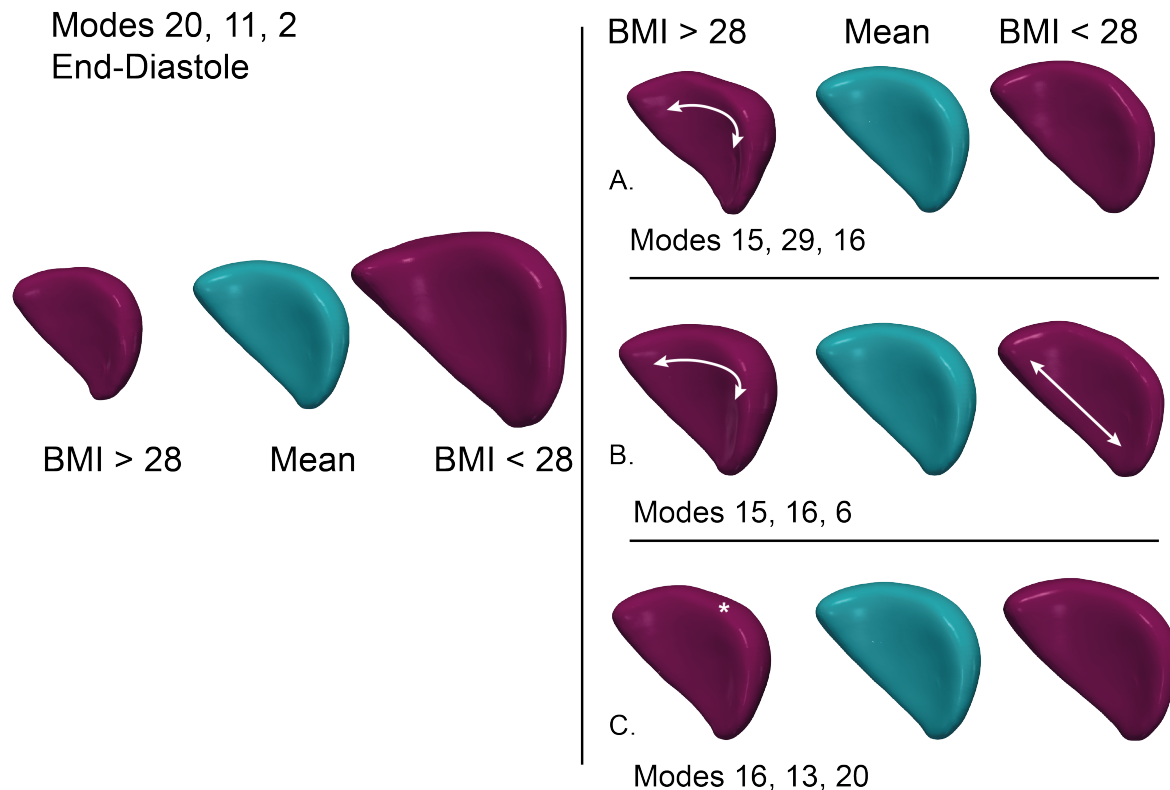 Modes 20, 11, 2
End-Diastole
BMI > 28
Mean
BMI < 28
BMI > 28
Mean
BMI < 28
A.
Modes 15, 29, 16
B.
Modes 15, 16, 6
*
C.
Modes 16, 13, 20